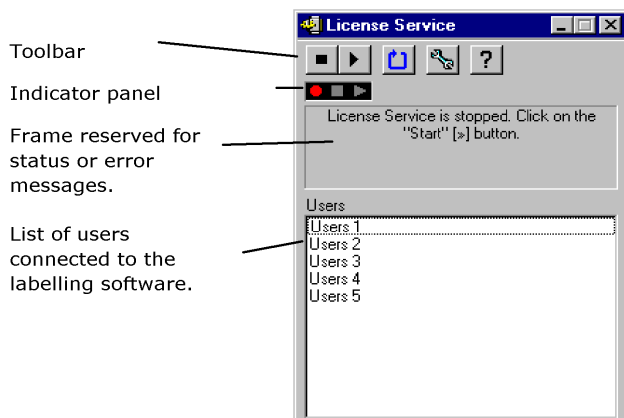 License Service
Toolbar
?
Indicator panel
License Service is stopped. Click on the
"Start" [»] button.
Frame reserved for
status or error
messages.
Users
List of users
connected to the
labelling software.
Users 1
Users 2
Users 3
Users 4
Users 5